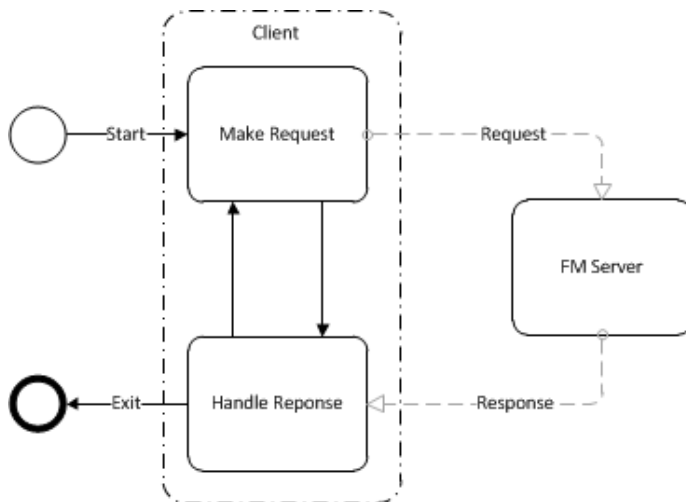 Client
Start
Make Request
Request
FM Server
Exit
Handle Reponse
Response